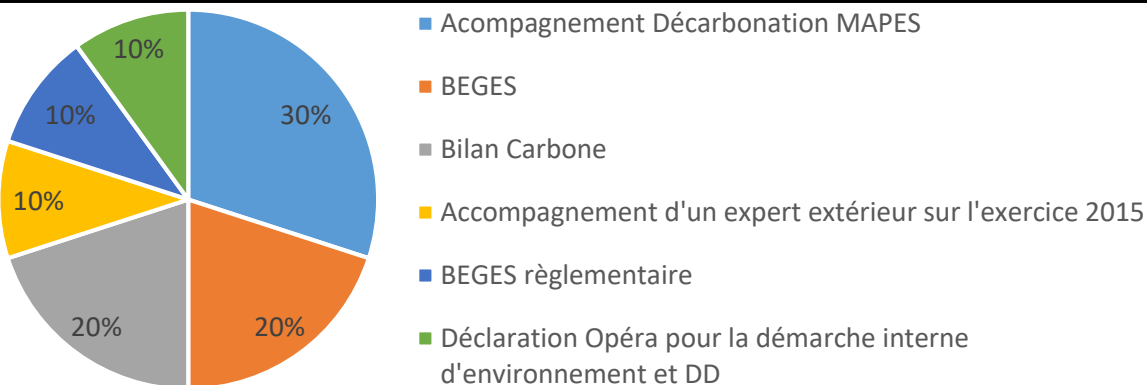 10%
30%
10%
10%
20%
20%
Acompagnement Décarbonation MAPES
BEGES
Bilan Carbone
Accompagnement d'un expert extérieur sur l'exercice 2015
BEGES règlementaire
Déclaration Opéra pour la démarche interne
d'environnement et DD